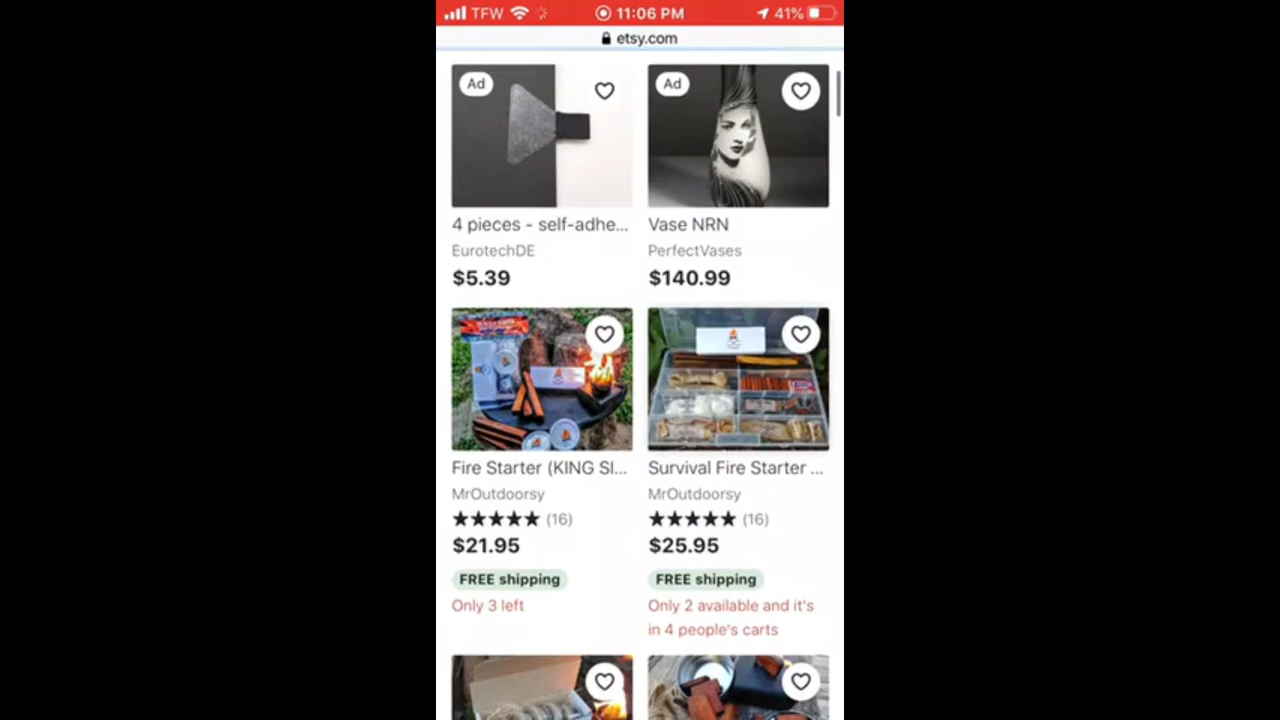 TFW 11:06 PM 41%
etsy.com
Ad Ad
4 pieces - self-adhe... Vase NRN
EurotechDE PerfectVases
$5.39 $140.99
Fire Starter (KING SI... Survival Fire Starter ...
MrOutdoorsy MrOutdoorsy
★★★★★ (16) ★★★★★ (16)
$21.95 $25.95
FREE shipping FREE shipping
Only 3 left Only 2 available and it's
in 4 people's carts